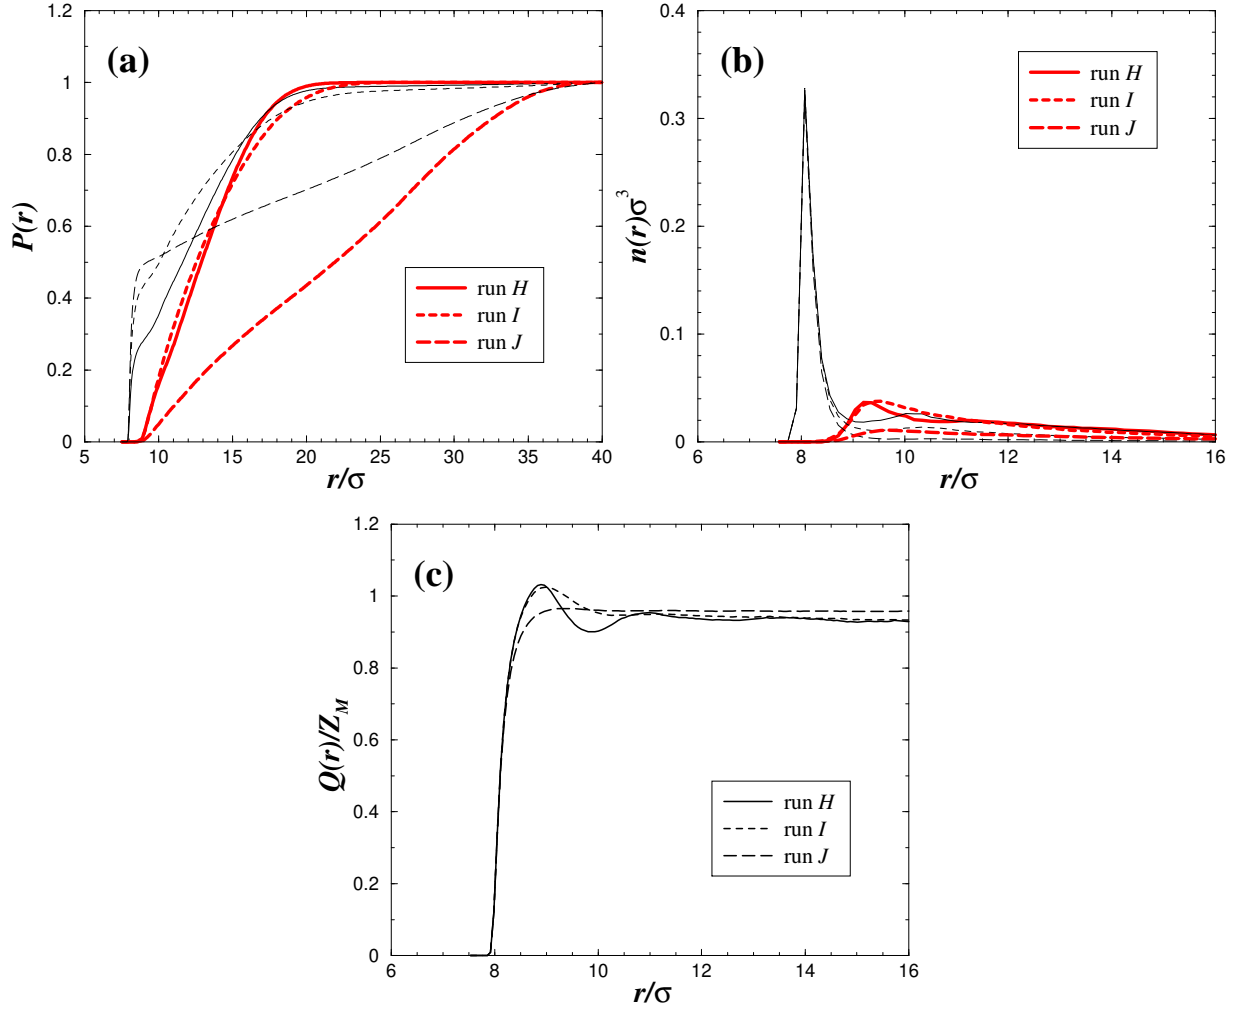 (a)
P(r)
1.2
1
0.8
0.6
0.4
0.2
0
5 10 15 20 25 30 35 40
r/σ
run H
run I
run J
(b)
n(r)σ³
0.4
0.3
0.2
0.1
0
6 8 10 12 14 16
r/σ
run H
run I
run J
(c)
Q(r)/Z_M
1.2
1
0.8
0.6
0.4
0.2
0
6 8 10 12 14 16
r/σ
run H
run I
run J